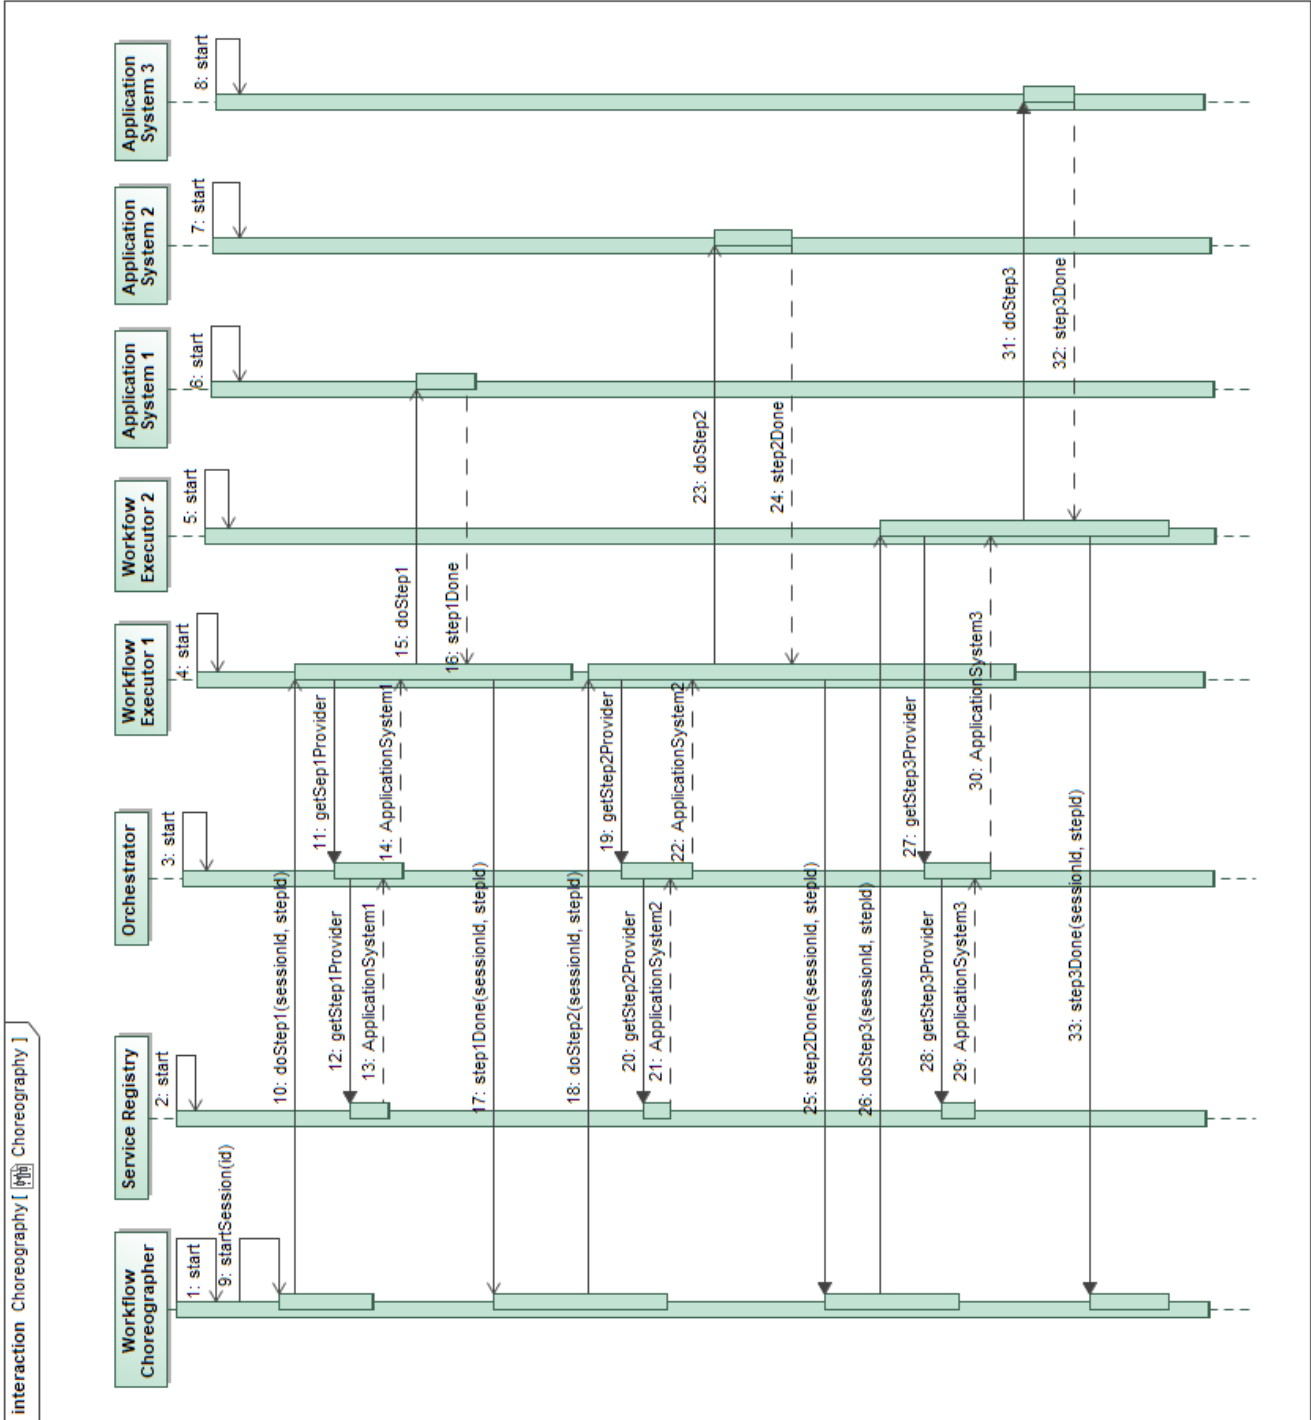 interaction Choreography [ Choreography ]
Workflow
Choreographer
Service Registry
Orchestrator
Workflow
Executor 1
Workfow
Executor 2
Application
System 1
Application
System 2
Application
System 3
1: start
2: start
3: start
4: start
5: start
6: start
7: start
8: start
9: startSession(id)
10: doStep1(sessionId, stepId)
11: getSep1Provider
12: getStep1Provider
13: ApplicationSystem1
14: ApplicationSystem1
15: doStep1
16: step1Done
17: step1Done(sessionId, stepId)
18: doStep2(sessionId, stepId)
19: getStep2Provider
20: getStep2Provider
21: ApplicationSystem2
22: ApplicationSystem2
23: doStep2
24: step2Done
25: step2Done(sessionId, stepId)
26: doStep3(sessionId, stepId)
27: getStep3Provider
28: getStep3Provider
29: ApplicationSystem3
30: ApplicationSystem3
31: doStep3
32: step3Done
33: step3Done(sessionId, stepId)